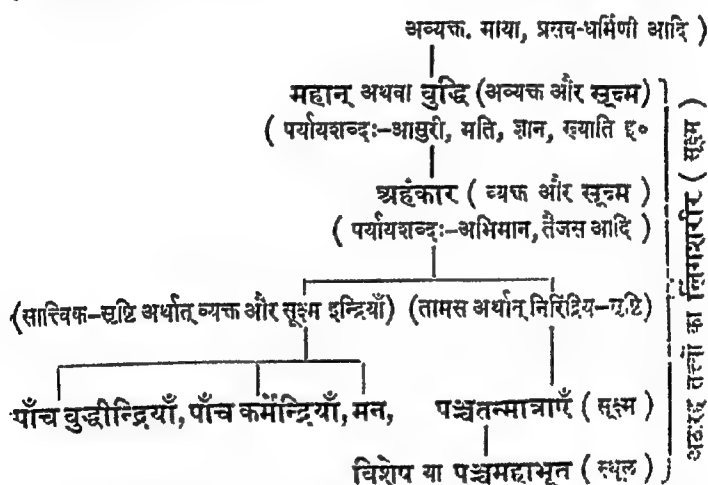 अव्यक्त. माया, प्रसव-धर्मिणी आदि )
महान् अथवा बुद्धि (अव्यक्त और सूक्ष्म)
( पर्यायशब्दः-आसुरी, मति, ज्ञान, ख्याति इ०
अहंकार ( व्यक्त और सूक्ष्म )
( पर्यायशब्दः-अभिमान, तैजस आदि )
(सात्त्विक-सृष्टि अर्थात् व्यक्त और सूक्ष्म इन्द्रियाँ) (तामस अर्थात् निरिंद्रिय-सृष्टि)
पाँच बुद्धीन्द्रियाँ, पाँच कर्मेन्द्रियाँ, मन, पञ्चतन्मात्राएँ ( सूक्ष्म )
विशेष या पञ्चमहाभूत ( स्थूल )
अठारह तत्त्वों का लिंगशरीर ( सूक्ष्म )